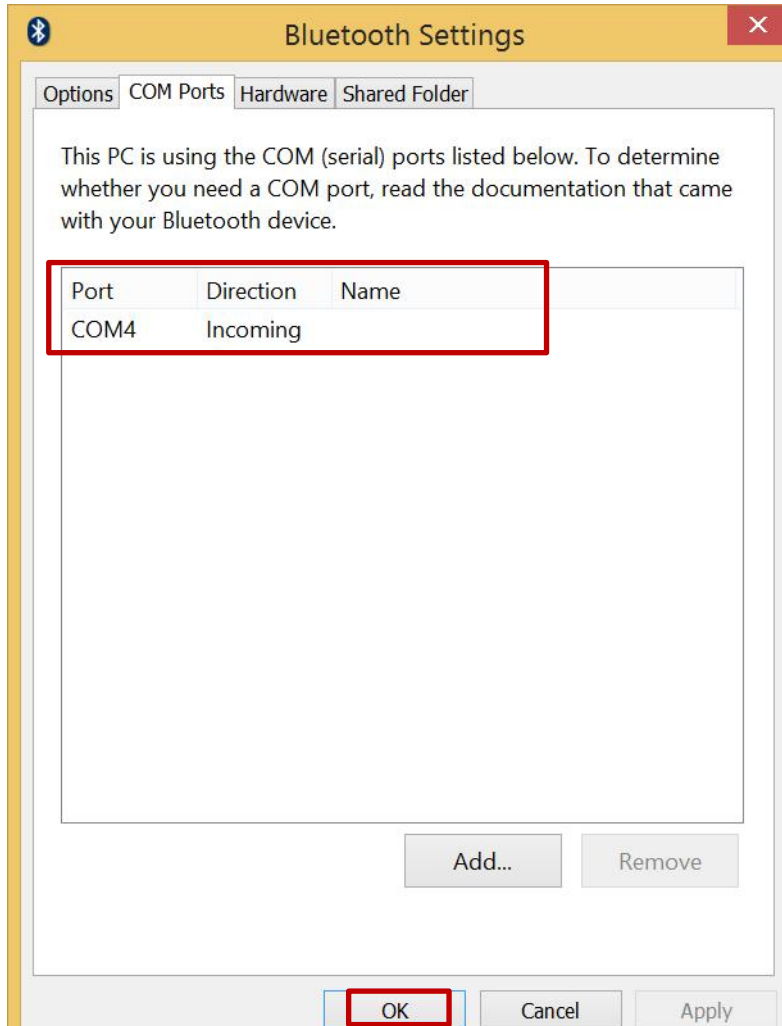 Bluetooth Settings
Options COM Ports Hardware Shared Folder
This PC is using the COM (serial) ports listed below. To determine
whether you need a COM port, read the documentation that came
with your Bluetooth device.
Port Direction Name
COM4 Incoming
Add... Remove
OK Cancel Apply